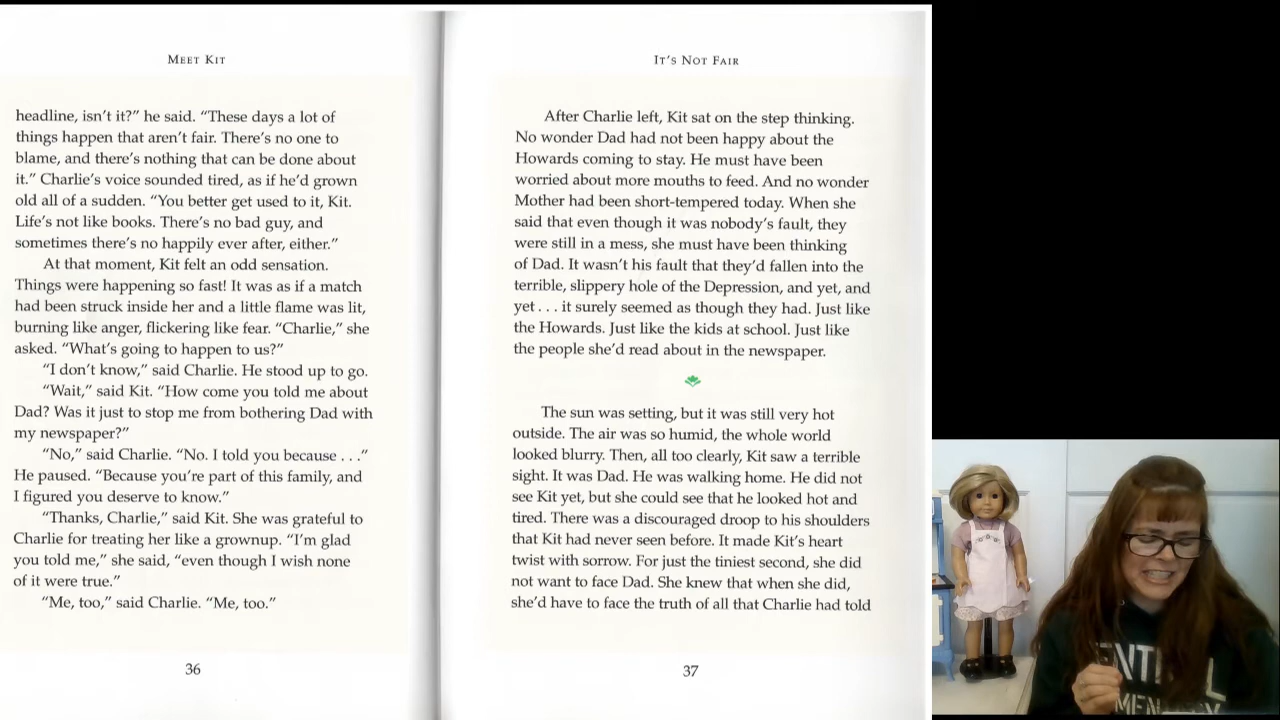 MEET KIT
headline, isn't it?” he said. “These days a lot of
things happen that aren't fair. There's no one to
blame, and there's nothing that can be done about
it.” Charlie's voice sounded tired, as if he'd grown
old all of a sudden. “You better get used to it, Kit.
Life's not like books. There's no bad guy, and
sometimes there's no happily ever after, either.”
At that moment, Kit felt an odd sensation.
Things were happening so fast! It was as if a match
had been struck inside her and a little flame was lit,
burning like anger, flickering like fear. “Charlie,” she
asked. “What's going to happen to us?”
“I don't know,” said Charlie. He stood up to go.
“Wait,” said Kit. “How come you told me about
Dad? Was it just to stop me from bothering Dad with
my newspaper?”
“No,” said Charlie. “No. I told you because . . .”
He paused. “Because you're part of this family, and
I figured you deserve to know.”
“Thanks, Charlie,” said Kit. She was grateful to
Charlie for treating her like a grownup. “I'm glad
you told me,” she said, “even though I wish none
of it were true.”
“Me, too,” said Charlie. “Me, too.”
36
IT'S NOT FAIR
After Charlie left, Kit sat on the step thinking.
No wonder Dad had not been happy about the
Howards coming to stay. He must have been
worried about more mouths to feed. And no wonder
Mother had been short-tempered today. When she
said that even though it was nobody's fault, they
were still in a mess, she must have been thinking
of Dad. It wasn't his fault that they'd fallen into the
terrible, slippery hole of the Depression, and yet, and
yet . . . it surely seemed as though they had. Just like
the Howards. Just like the kids at school. Just like
the people she'd read about in the newspaper.
The sun was setting, but it was still very hot
outside. The air was so humid, the whole world
looked blurry. Then, all too clearly, Kit saw a terrible
sight. It was Dad. He was walking home. He did not
see Kit yet, but she could see that he looked hot and
tired. There was a discouraged droop to his shoulders
that Kit had never seen before. It made Kit's heart
twist with sorrow. For just the tiniest second, she did
not want to face Dad. She knew that when she did,
she'd have to face the truth of all that Charlie had told
37